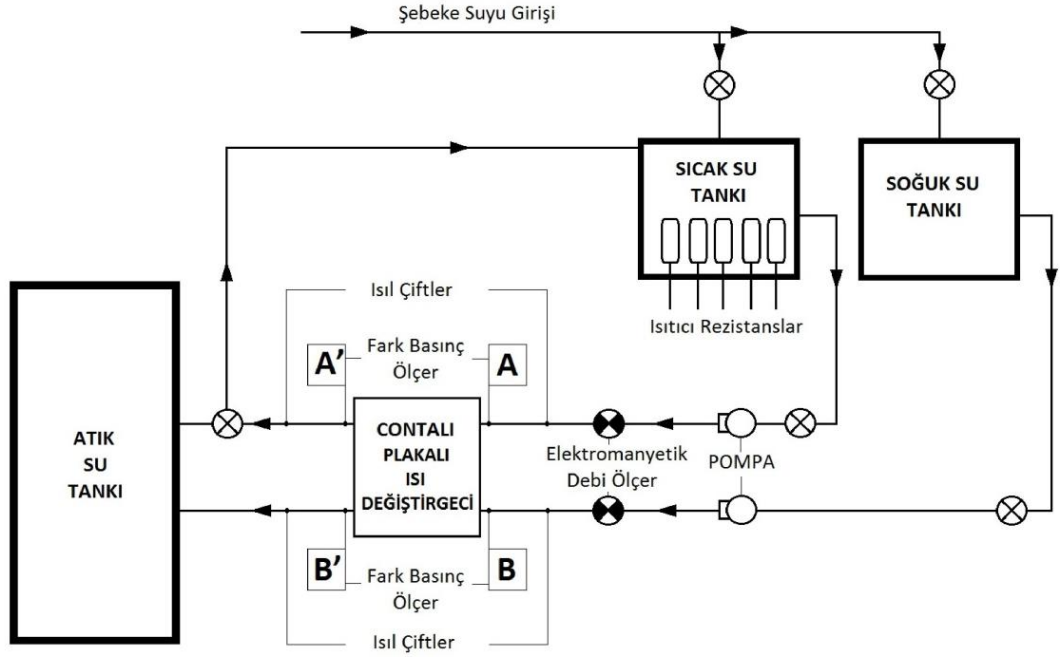 Şebeke Suyu Girişi
SICAK SU
TANKI
SOĞUK SU
TANKI
Isıtıcı Rezistanslar
Isıl Çiftler
A'
Fark Basınç
Ölçer
A
ATIK
SU
TANKI
CONTALI
PLAKALI
ISI
DEĞİŞTİRGECİ
Elektromanyetik
Debi Ölçer
POMPA
B'
Fark Basınç
Ölçer
B
Isıl Çiftler